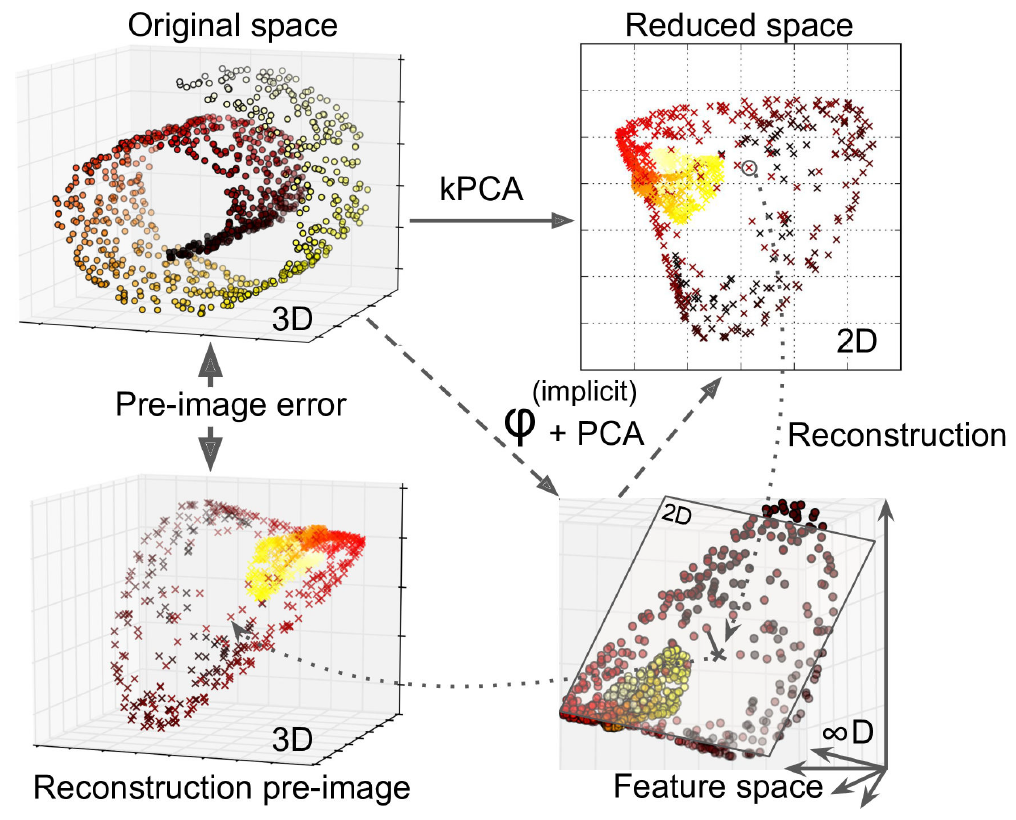 Original space
Reduced space
kPCA
3D
2D
Pre-image error
(implicit)
φ + PCA
Reconstruction
2D
3D
∞D
Reconstruction pre-image
Feature space